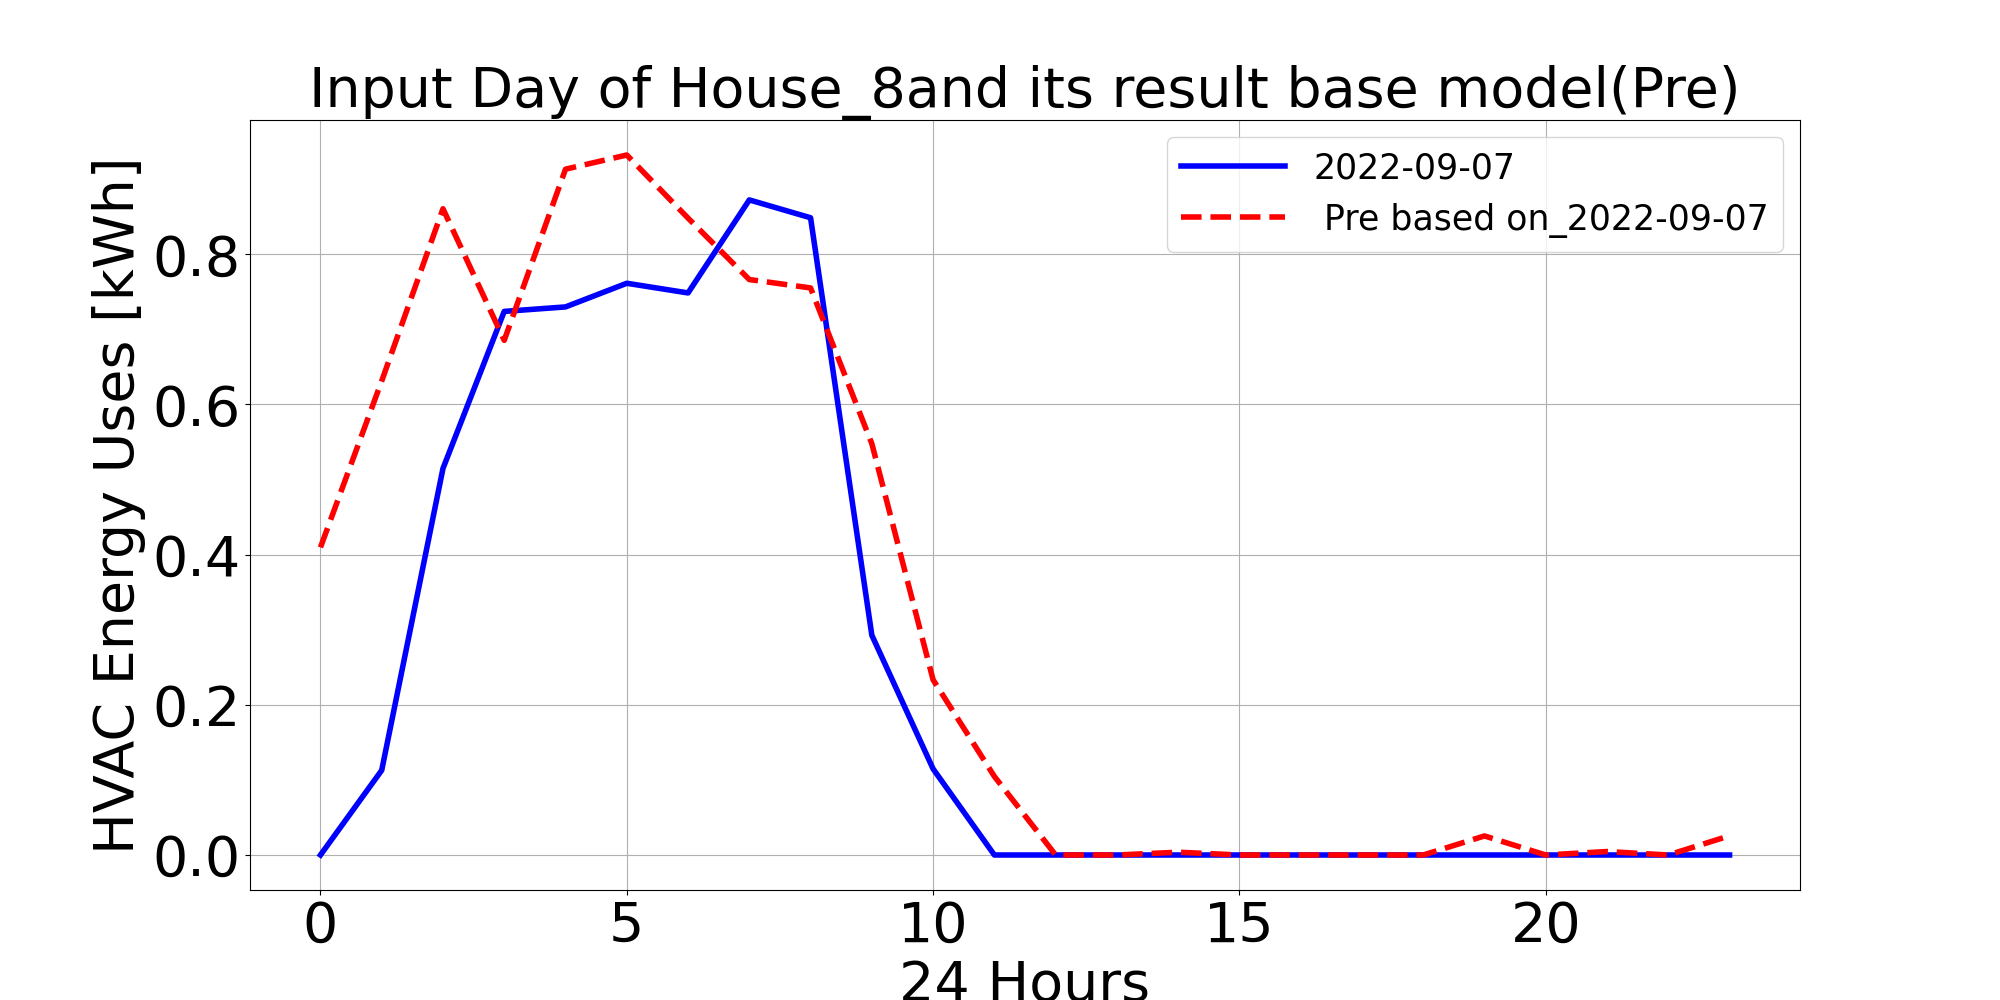 Input Day of House_8and its result base model(Pre)
HVAC Energy Uses [kWh]
0.8
0.6
0.4
0.2
0.0
2022-09-07
Pre based on_2022-09-07
0 5 10 15 20
24 Hours